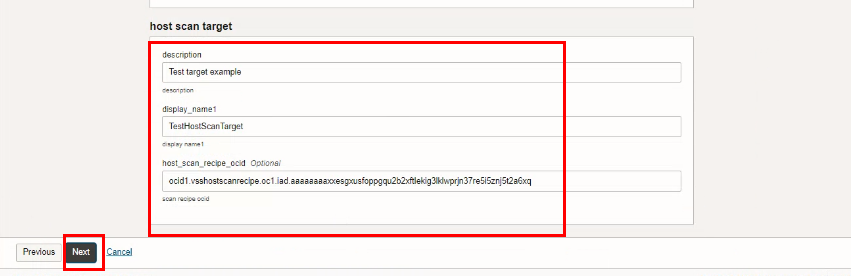 host scan target
description
Test target example
description
display_name1
TestHostScanTarget
display name1
host_scan_recipe_ocid Optional
ocid1.vsshostscanrecipe.oc1.iad.aaaaaaaaxxesgxusfoppgqu2b2xftlekig3lklwprjn37re5l5znj5t2a6xq
scan recipe ocid
Previous Next Cancel